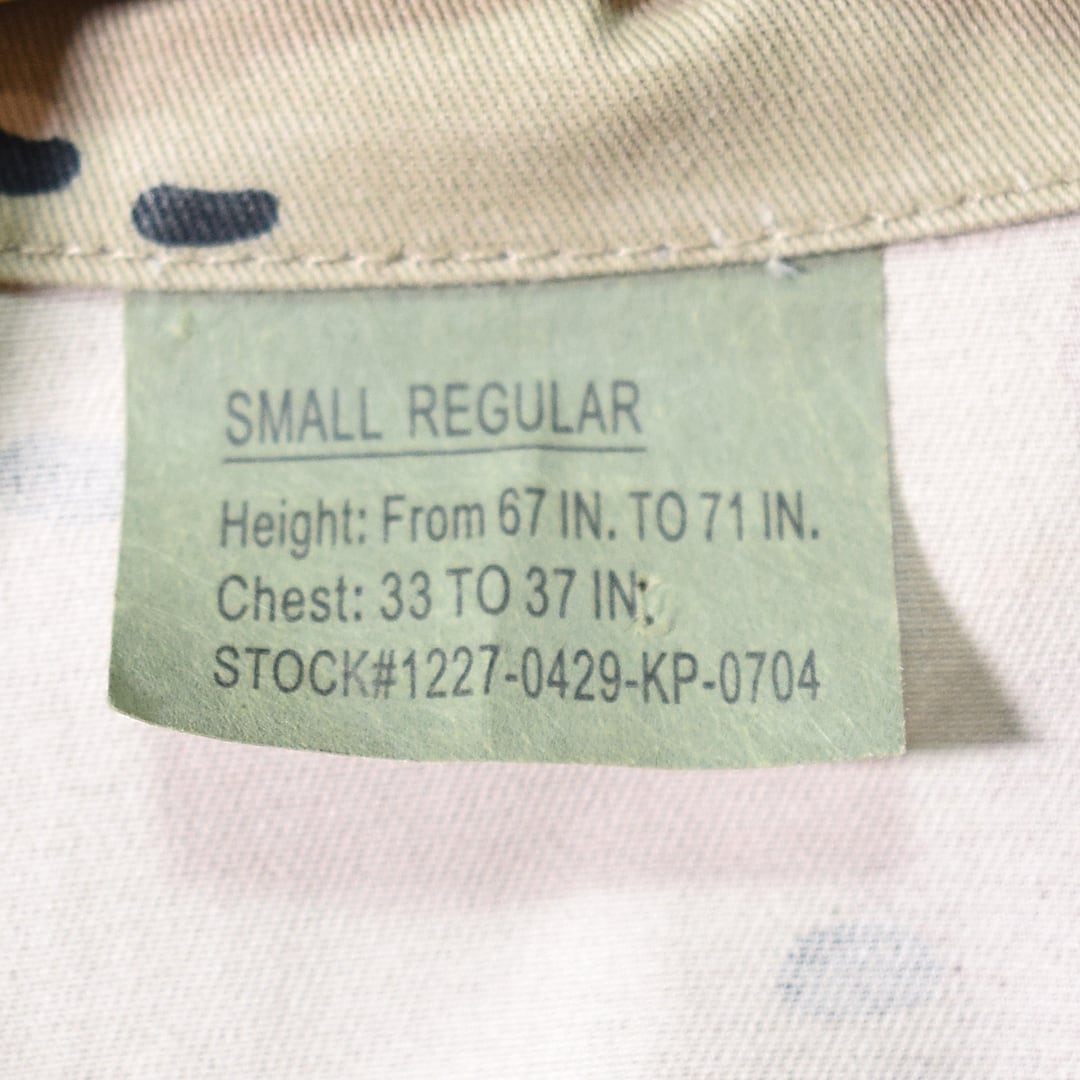 SMALL REGULAR
Height: From 67 IN. TO 71 IN.
Chest: 33 TO 37 IN.
STOCK#1227-0429-KP-0704